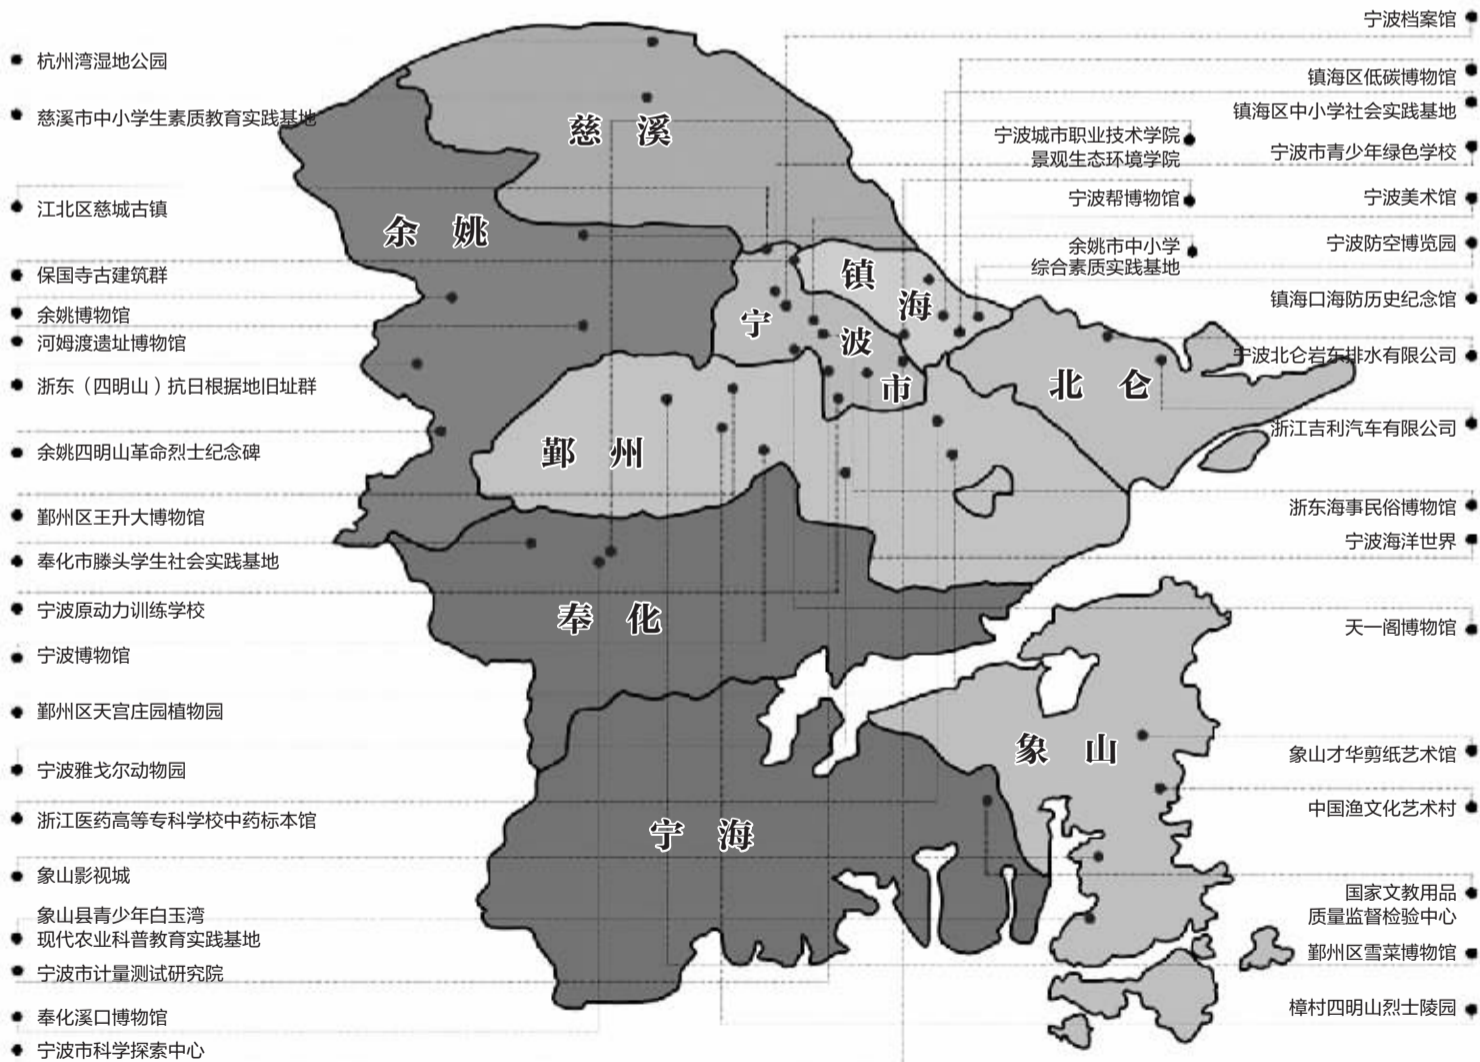 杭州湾湿地公园
慈溪市中小学生素质教育实践基地
江北区慈城古镇
保国寺古建筑群
余姚博物馆
河姆渡遗址博物馆
浙东（四明山）抗日根据地旧址群
余姚四明山革命烈士纪念碑
鄞州区王升大博物馆
奉化市滕头学生社会实践基地
宁波原动力训练学校
宁波博物馆
鄞州区天宫庄园植物园
宁波雅戈尔动物园
浙江医药高等专科学校中药标本馆
象山影视城
象山县青少年白玉湾
现代农业科普教育实践基地
宁波市计量测试研究院
奉化溪口博物馆
宁波市科学探索中心
慈 溪
余 姚
镇
海
宁
波
市
北 仑
鄞 州
奉 化
象 山
宁 海
宁波城市职业技术学院
景观生态环境学院
宁波帮博物馆
余姚市中小学
综合素质实践基地
宁波档案馆
镇海区低碳博物馆
镇海区中小学社会实践基地
宁波市青少年绿色学校
宁波美术馆
宁波防空博览园
镇海口海防历史纪念馆
宁波北仑岩东排水有限公司
浙江吉利汽车有限公司
浙东海事民俗博物馆
宁波海洋世界
天一阁博物馆
象山才华剪纸艺术馆
中国渔文化艺术村
国家文教用品
质量监督检验中心
鄞州区雪菜博物馆
樟村四明山烈士陵园